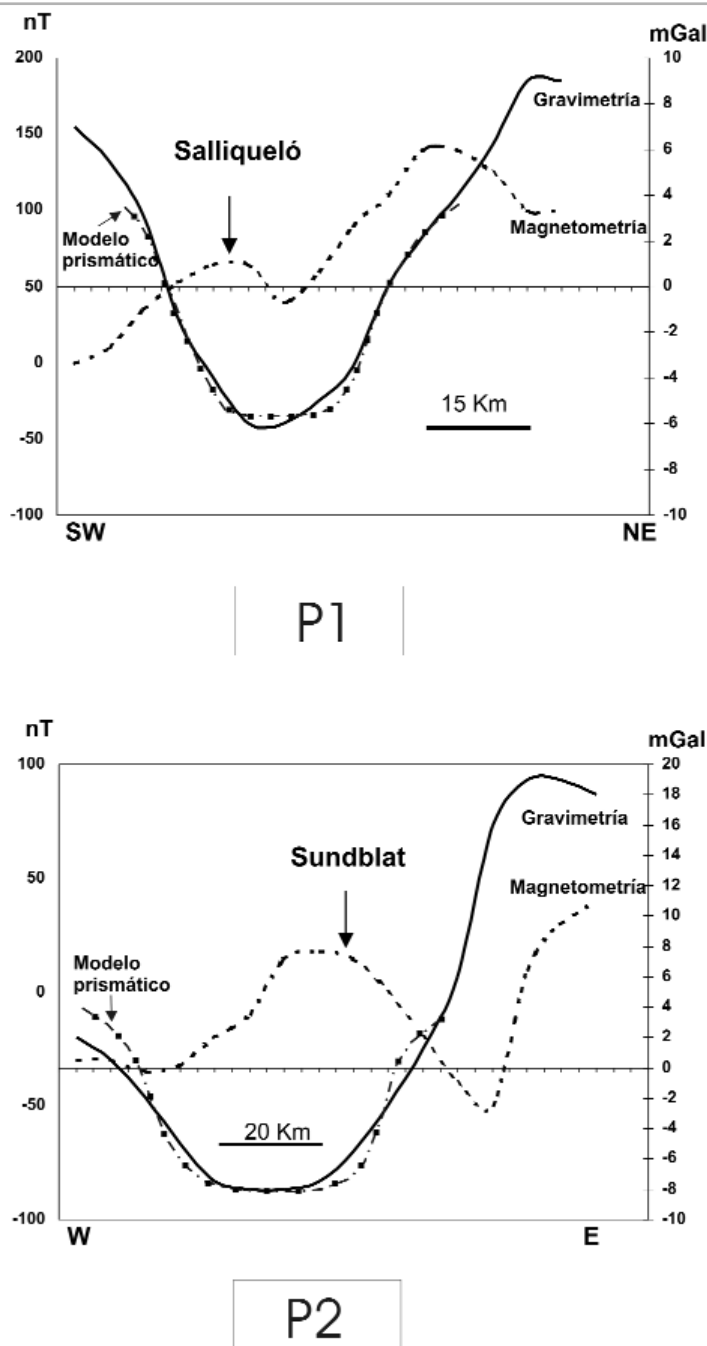 nT
mGal
200
150
100
50
0
-50
-100
10
8
6
4
2
0
-2
-4
-6
-8
-10
Gravimetría
Salliqueló
Modelo
prismático
Magnetometría
15 Km
SW
NE
P1
nT
mGal
100
50
0
-50
-100
20
18
16
14
12
10
8
6
4
2
0
-2
-4
-6
-8
-10
Gravimetría
Sundblat
Magnetometría
Modelo
prismático
20 Km
W
E
P2